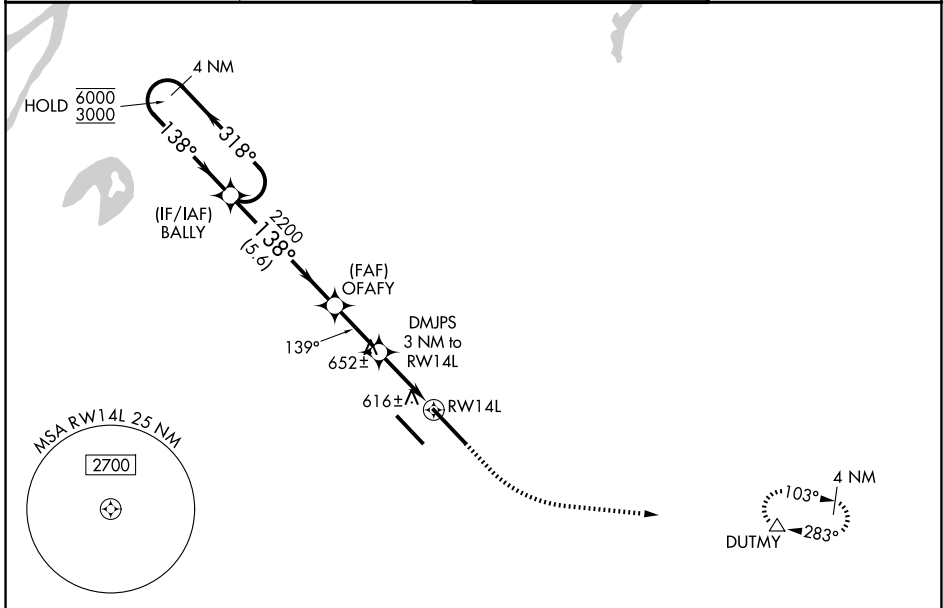 4 NM
HOLD 6000
3000
138°
318°
(IF/IAF)
BALLY
2200
138°
(5.6)
(FAF)
OFAFY
139°
DMJPS
3 NM to
RW14L
652±
616±
RW14L
MSA RW14L 25 NM
2700
4 NM
103°
283°
DUTMY